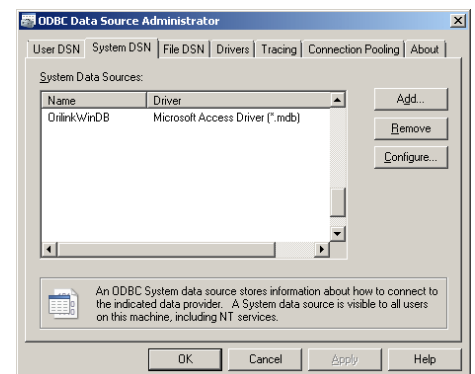 ODBC Data Source Administrator
User DSN System DSN File DSN Drivers Tracing Connection Pooling About
System Data Sources:
Name Driver
OrilinkWinDB Microsoft Access Driver (*.mdb)
Add...
Remove
Configure...
An ODBC System data source stores information about how to connect to
the indicated data provider. A System data source is visible to all users
on this machine, including NT services.
OK Cancel Apply Help